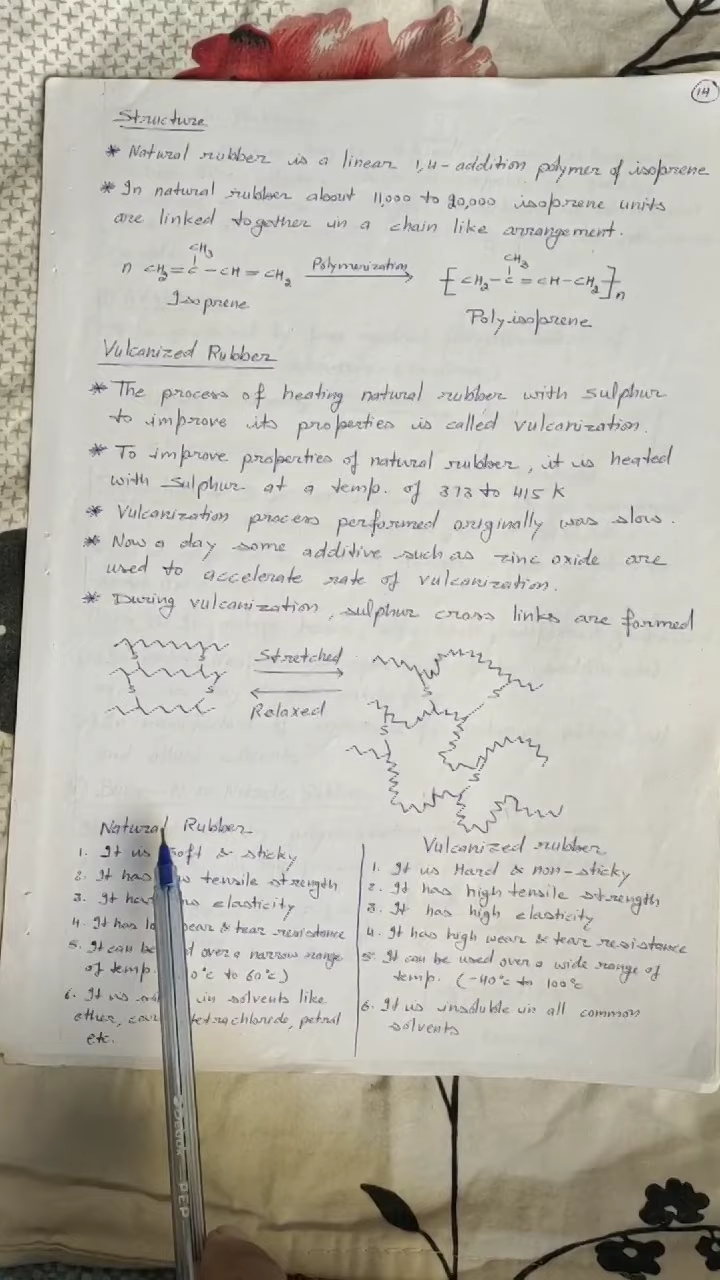 14
Structure
* Natural rubber is a linear 1,4-addition polymer of isoprene
* In natural rubber about 11,000 to 20,000 isoprene units
are linked together in a chain like arrangement.
CH3
n CH2=C-CH=CH2
Polymerization
CH3
[CH2-C=CH-CH2]n
Isoprene
Polyisoprene
Vulcanized Rubber
* The process of heating natural rubber with sulphur
to improve its properties is called vulcanization.
* To improve properties of natural rubber, it is heated
with sulphur at a temp. of 373 to 415 K
* Vulcanization process performed originally was slow.
* Now a day some additive such as zinc oxide are
used to accelerate rate of vulcanization.
* During vulcanization, sulphur cross links are formed
Stretched
Relaxed
S S
S S
S S
S
S
Natural Rubber
1. It is soft & sticky
2. It has tensile strength
3. It elasticity
4. It has wear & tear resistance
5. It can be over a narrow range
of temp. to 60°C)
6. It is in solvents like
ether, tetrachloride, petrol
etc.
Vulcanized rubber
1. It is Hard & non-sticky
2. It has high tensile strength
3. It has high elasticity
4. It has high wear & tear resistance
5. It can be used over a wide range of
temp. (-40°C to 100°C
6. It is insoluble in all common
solvents
PEP